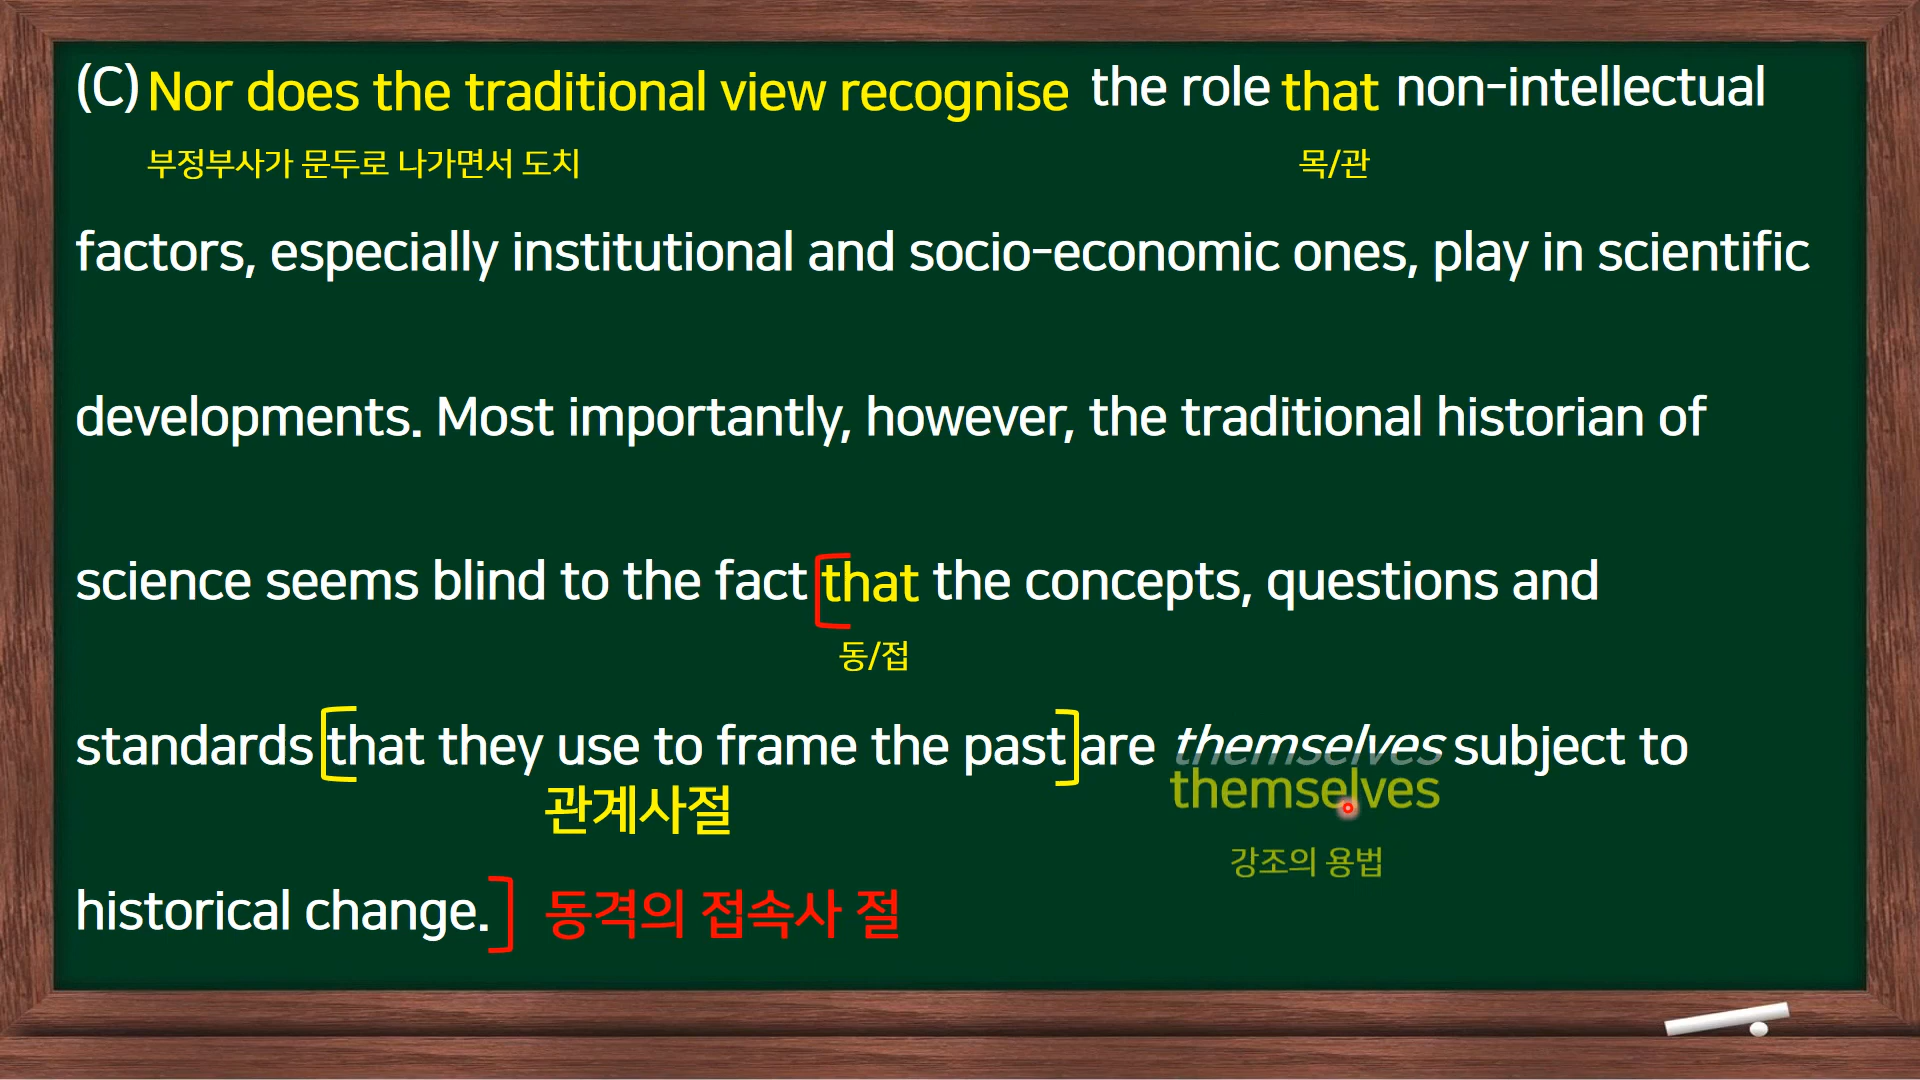 (C) Nor does the traditional view recognise the role that non-intellectual
부정부사가 문두로 나가면서 도치 목/관
factors, especially institutional and socio-economic ones, play in scientific
developments. Most importantly, however, the traditional historian of
science seems blind to the fact [that the concepts, questions and
동/접
standards [that they use to frame the past] are themselves subject to
themselves
관계사절
강조의 용법
historical change.] 동격의 접속사 절